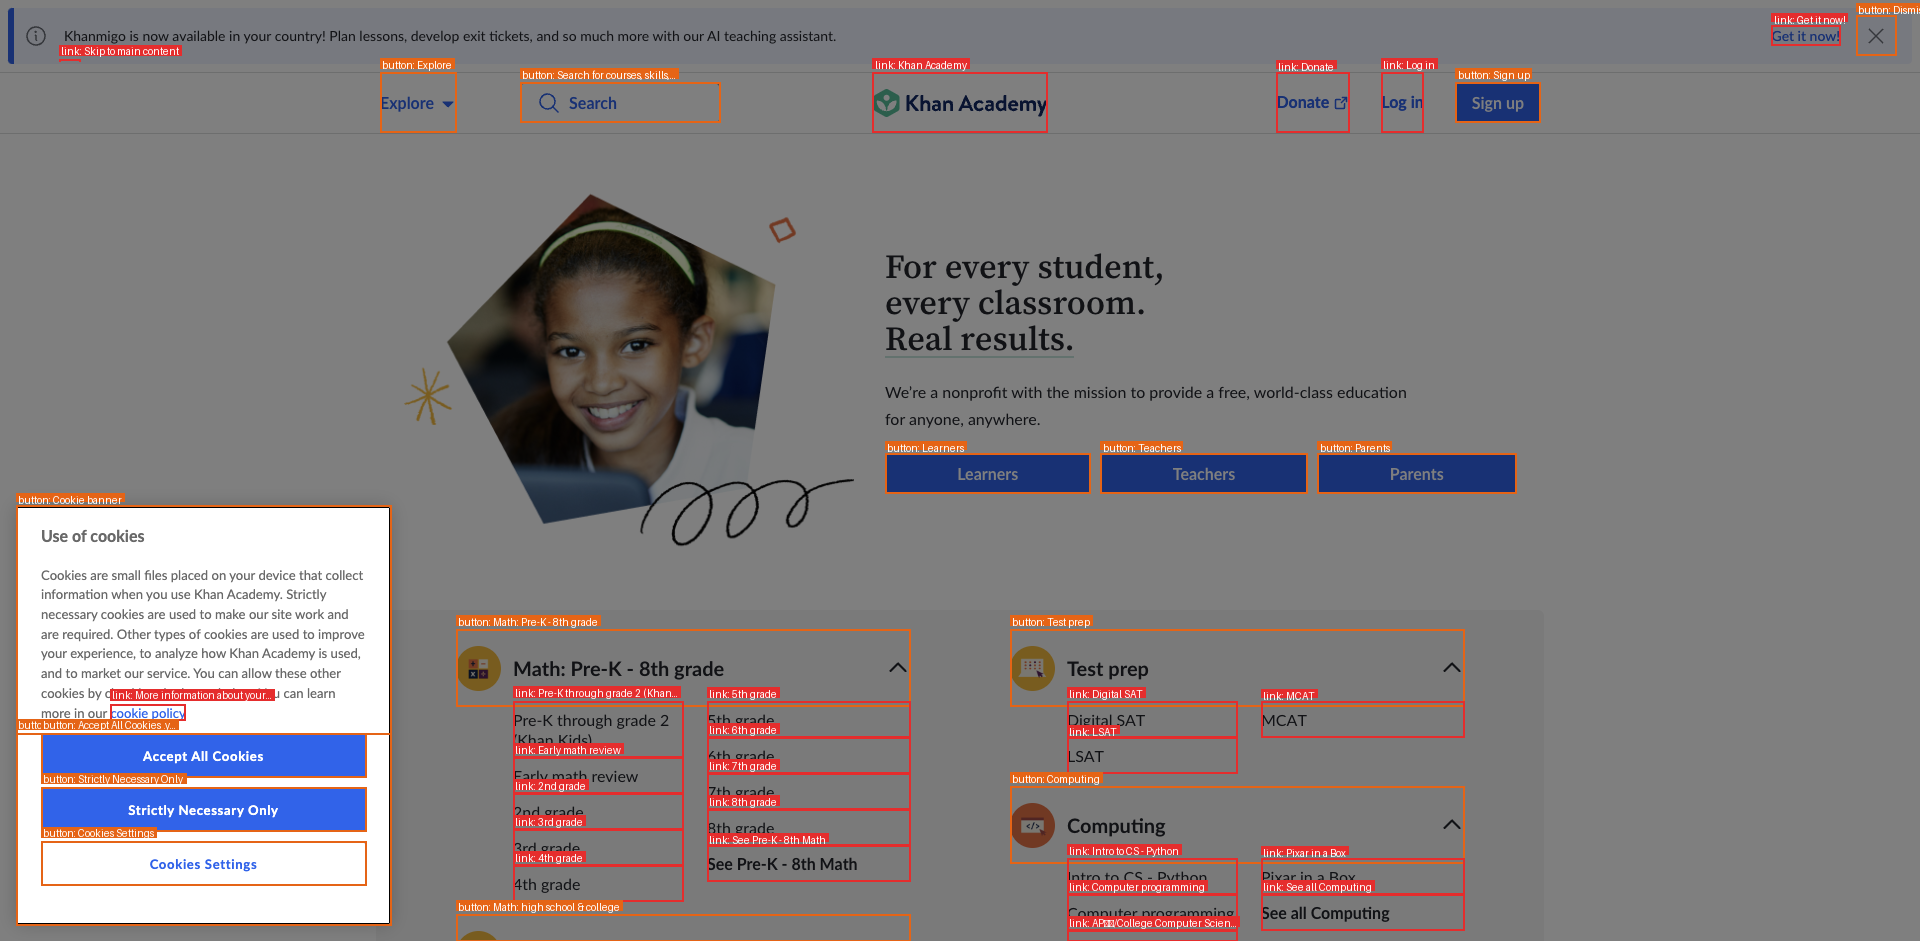 button: Dismis
link: Get it now!
Khanmigo is now available in your country! Plan lessons, develop exit tickets, and so much more with our AI teaching assistant.
Get it now!
link: Skip to main content
button: Explore
button: Search for courses, skills,...
link: Khan Academy
link: Donate
link: Log in
button: Sign up
Explore
Search
Khan Academy
Donate
Log in
Sign up
For every student,
every classroom.
Real results.
We're a nonprofit with the mission to provide a free, world-class education
for anyone, anywhere.
button: Learners
button: Teachers
button: Parents
Learners
Teachers
Parents
button: Cookie banner
Use of cookies
Cookies are small files placed on your device that collect
information when you use Khan Academy. Strictly
necessary cookies are used to make our site work and
are required. Other types of cookies are used to improve
your experience, to analyze how Khan Academy is used,
and to market our service. You can allow these other
cookies by
link: More information about your...
can learn
more in our cookie policy
button: Accept All Cookies
Accept All Cookies
button: Strictly Necessary Only
Strictly Necessary Only
button: Cookies Settings
Cookies Settings
button: Math: Pre-K - 8th grade
Math: Pre-K - 8th grade
link: Pre-K through grade 2 (Khan...
Pre-K through grade 2
(Khan Kids)
link: Early math review
Early math review
link: 2nd grade
2nd grade
link: 3rd grade
3rd grade
link: 4th grade
4th grade
link: 5th grade
5th grade
link: 6th grade
6th grade
link: 7th grade
7th grade
link: 8th grade
8th grade
link: See Pre-K - 8th Math
See Pre-K - 8th Math
button: Math: high school & college
button: Test prep
Test prep
link: Digital SAT
Digital SAT
link: LSAT
LSAT
link: MCAT
MCAT
button: Computing
Computing
link: Intro to CS - Python
Intro to CS - Python
link: Computer programming
Computer programming
link: AP /College Computer Scien...
link: Pixar in a Box
Pixar in a Box
link: See all Computing
See all Computing